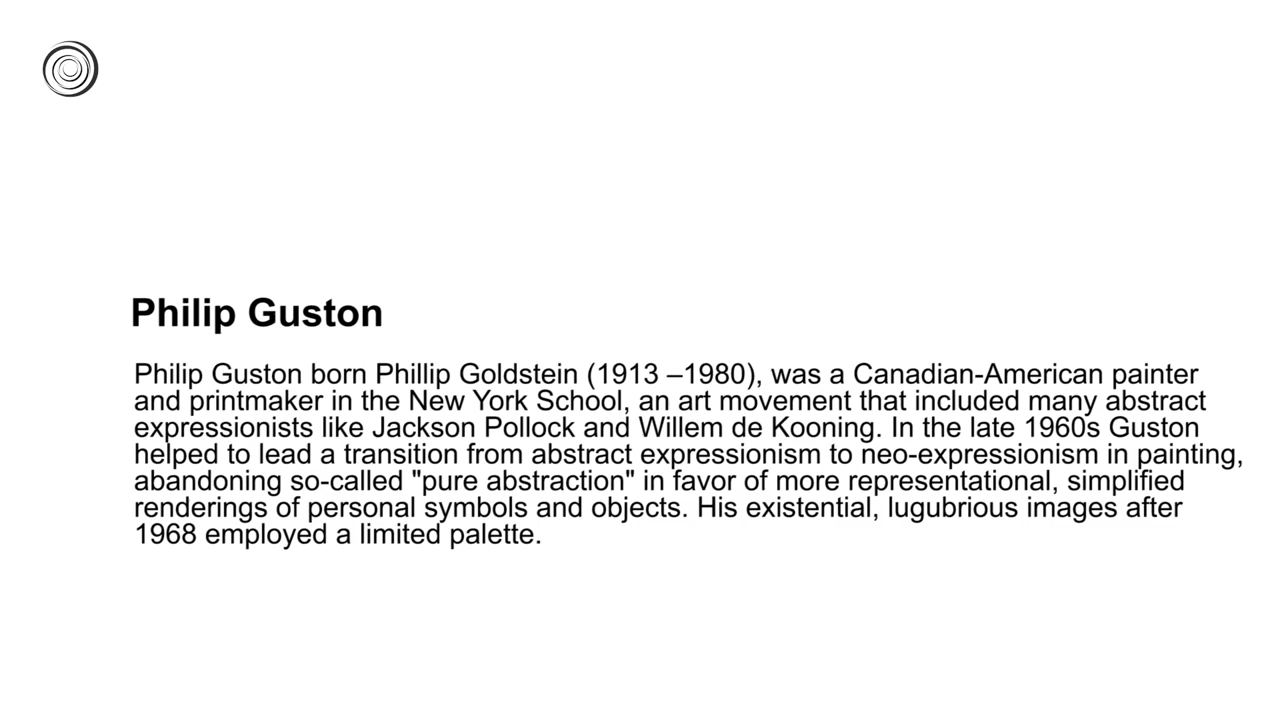 Philip Guston
Philip Guston born Phillip Goldstein (1913 –1980), was a Canadian-American painter
and printmaker in the New York School, an art movement that included many abstract
expressionists like Jackson Pollock and Willem de Kooning. In the late 1960s Guston
helped to lead a transition from abstract expressionism to neo-expressionism in painting,
abandoning so-called "pure abstraction" in favor of more representational, simplified
renderings of personal symbols and objects. His existential, lugubrious images after
1968 employed a limited palette.